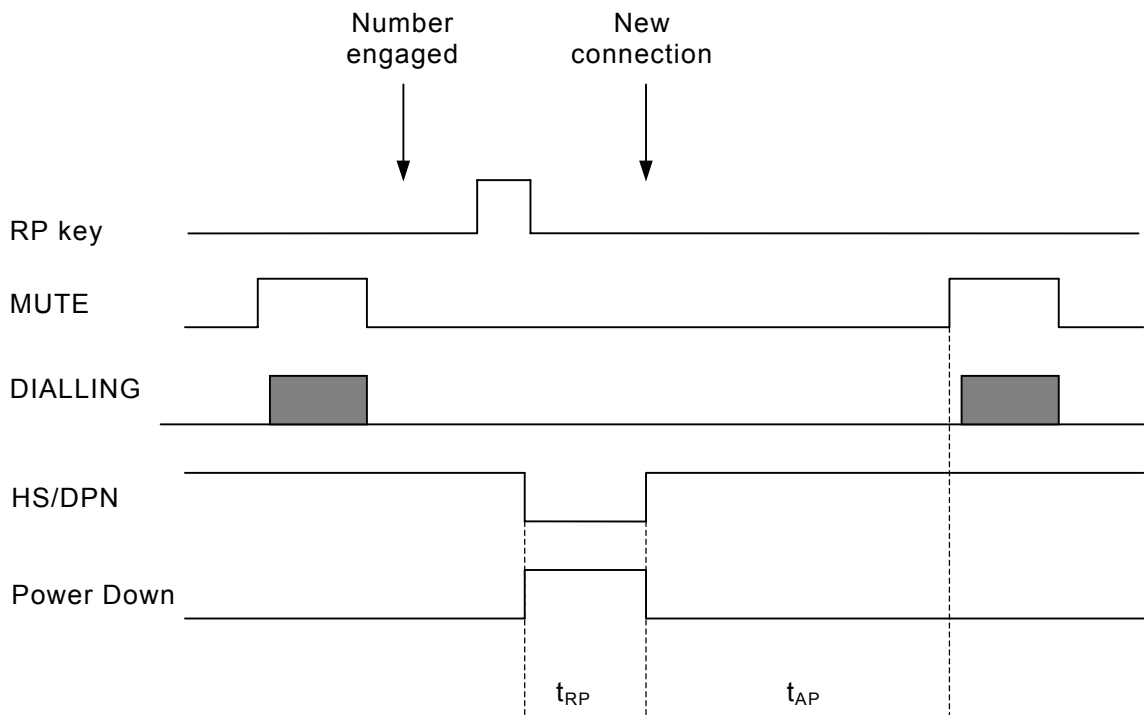 Number
engaged
New
connection
RP key
MUTE
DIALLING
HS/DPN
Power Down
tRP
tAP